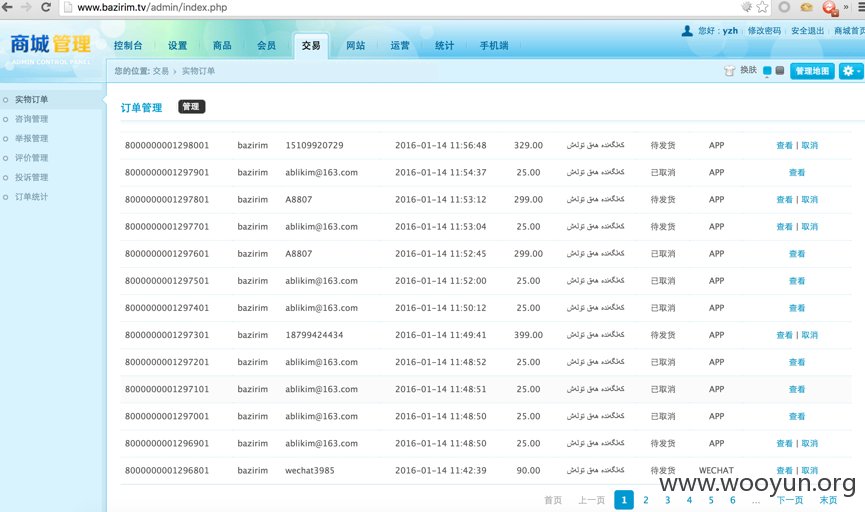 www.bazirim.tv/admin/index.php
商城管理
ADMIN CONTROL PANEL
控制台 设置 商品 会员 交易 网站 运营 统计 手机端
您好：yzh | 修改密码 | 安全退出 | 商城首页
您的位置: 交易 › 实物订单
换肤 管理地图
实物订单
咨询管理
举报管理
评价管理
投诉管理
订单统计
订单管理 管理
8000000001298001 bazirim 15109920729 2016-01-14 11:56:48 329.00 كەلگەندە ھەق تۆلەش 待发货 APP 查看 | 取消
8000000001297901 bazirim ablikim@163.com 2016-01-14 11:54:37 25.00 كەلگەندە ھەق تۆلەش 已取消 APP 查看
8000000001297801 bazirim A8807 2016-01-14 11:53:12 299.00 كەلگەندە ھەق تۆلەش 待发货 APP 查看 | 取消
8000000001297701 bazirim ablikim@163.com 2016-01-14 11:53:04 25.00 كەلگەندە ھەق تۆلەش 待发货 APP 查看 | 取消
8000000001297601 bazirim A8807 2016-01-14 11:52:45 299.00 كەلگەندە ھەق تۆلەش 已取消 APP 查看
8000000001297501 bazirim ablikim@163.com 2016-01-14 11:52:00 25.00 كەلگەندە ھەق تۆلەش 已取消 APP 查看
8000000001297401 bazirim ablikim@163.com 2016-01-14 11:50:12 25.00 كەلگەندە ھەق تۆلەش 已取消 APP 查看
8000000001297301 bazirim 18799424434 2016-01-14 11:49:41 399.00 كەلگەندە ھەق تۆلەش 待发货 APP 查看 | 取消
8000000001297201 bazirim ablikim@163.com 2016-01-14 11:48:52 25.00 كەلگەندە ھەق تۆلەش 已取消 APP 查看
8000000001297101 bazirim ablikim@163.com 2016-01-14 11:48:51 25.00 كەلگەندە ھەق تۆلەش 已取消 APP 查看
8000000001297001 bazirim ablikim@163.com 2016-01-14 11:48:50 25.00 كەلگەندە ھەق تۆلەش 已取消 APP 查看
8000000001296901 bazirim ablikim@163.com 2016-01-14 11:48:50 25.00 كەلگەندە ھەق تۆلەش 待发货 APP 查看 | 取消
8000000001296801 bazirim wechat3985 2016-01-14 11:42:39 90.00 كەلگەندە ھەق تۆلەش 待发货 WECHAT 查看 | 取消
www.wooyun.org
首页 上一页 1 2 3 4 5 6 ... 下一页 末页